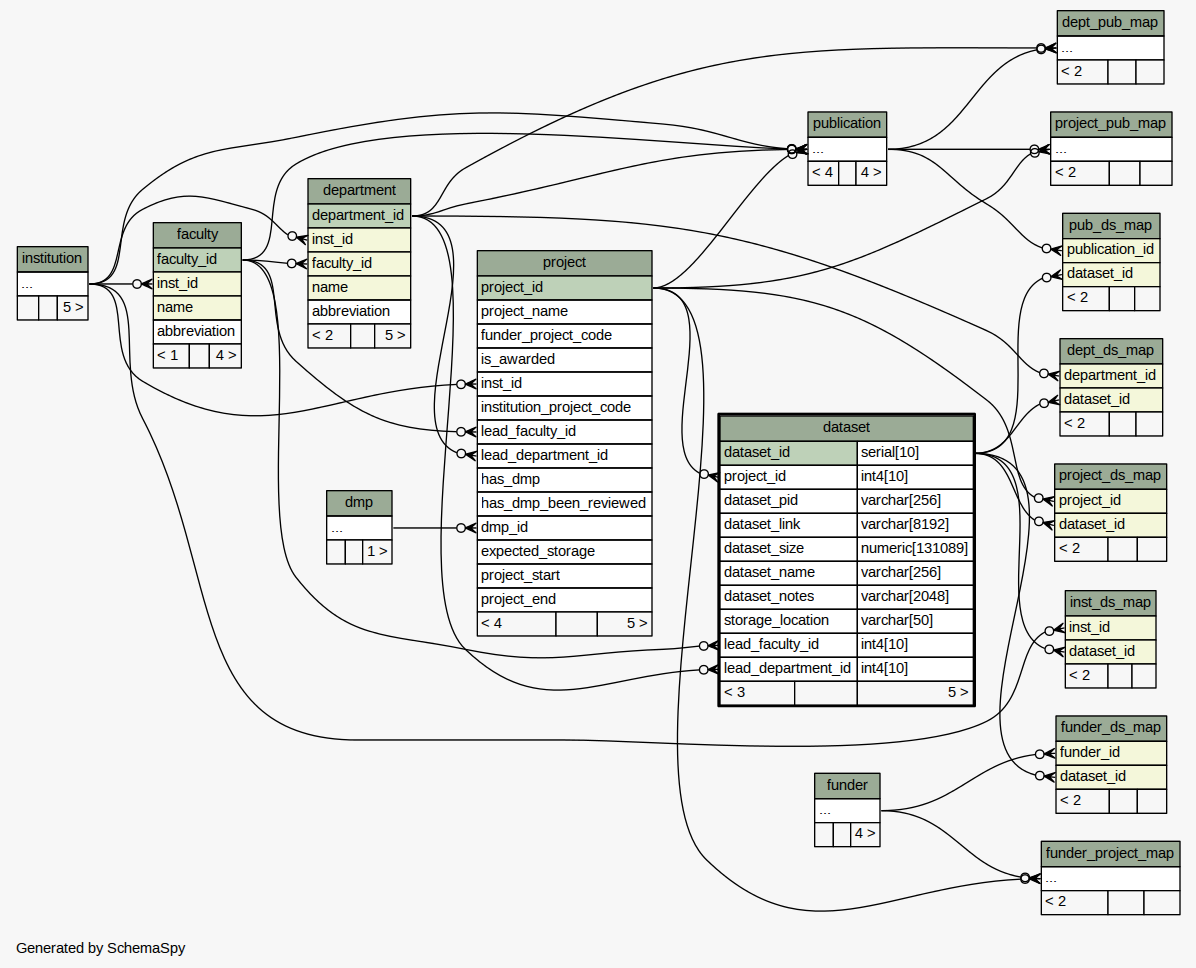 institution
...
5 >
faculty
faculty_id
inst_id
name
abbreviation
< 1 4 >
department
department_id
inst_id
faculty_id
name
abbreviation
< 2 5 >
dmp
...
1 >
project
project_id
project_name
funder_project_code
is_awarded
inst_id
institution_project_code
lead_faculty_id
lead_department_id
has_dmp
has_dmp_been_reviewed
dmp_id
expected_storage
project_start
project_end
< 4 5 >
publication
...
< 4 4 >
dataset
dataset_id serial[10]
project_id int4[10]
dataset_pid varchar[256]
dataset_link varchar[8192]
dataset_size numeric[131089]
dataset_name varchar[256]
dataset_notes varchar[2048]
storage_location varchar[50]
lead_faculty_id int4[10]
lead_department_id int4[10]
< 3 5 >
funder
...
4 >
dept_pub_map
...
< 2
project_pub_map
...
< 2
pub_ds_map
publication_id
dataset_id
< 2
dept_ds_map
department_id
dataset_id
< 2
project_ds_map
project_id
dataset_id
< 2
inst_ds_map
inst_id
dataset_id
< 2
funder_ds_map
funder_id
dataset_id
< 2
funder_project_map
...
< 2
Generated by SchemaSpy